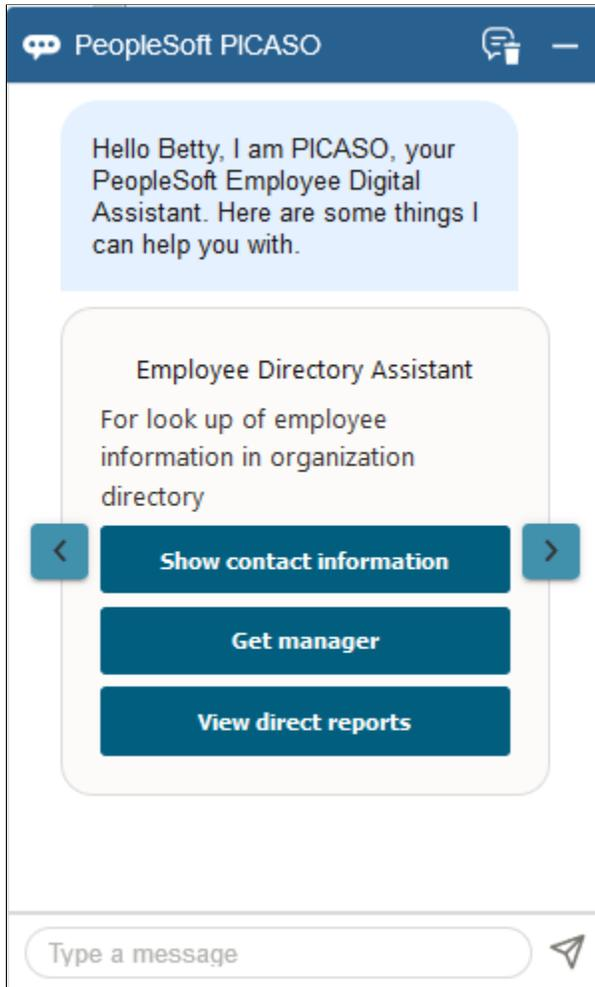 PeopleSoft PICASO
Hello Betty, I am PICASO, your
PeopleSoft Employee Digital
Assistant. Here are some things I
can help you with.
Employee Directory Assistant
For look up of employee
information in organization
directory
Show contact information
Get manager
View direct reports
Type a message